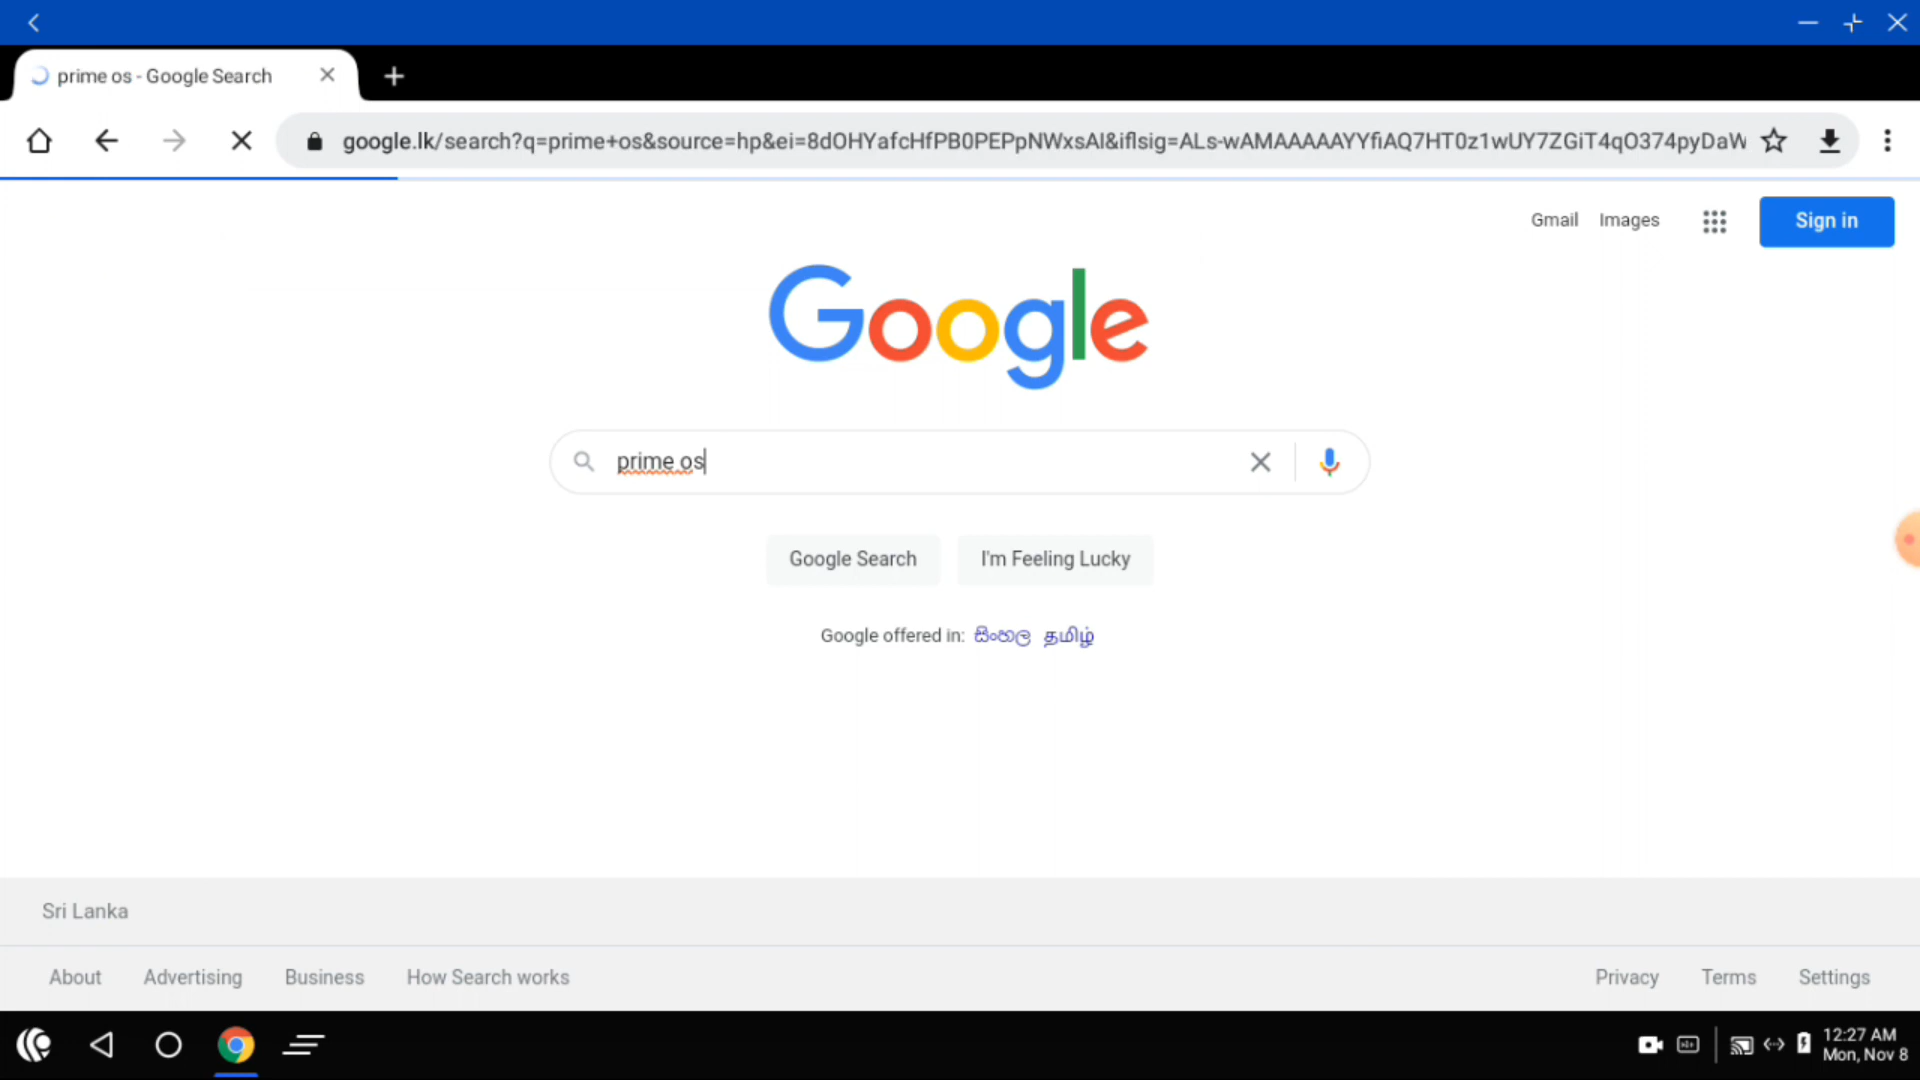 prime os - Google Search
google.lk/search?q=prime+os&source=hp&ei=8dOHYafcHfPB0PEPpNWxsAI&iflsig=ALs-wAMAAAAAYYfiAQ7HT0z1wUY7ZGiT4qO374pyDaW
Gmail Images Sign in
Google
prime os
Google Search I'm Feeling Lucky
Google offered in: සිංහල தமிழ்
Sri Lanka
About Advertising Business How Search works Privacy Terms Settings
12:27 AM
Mon, Nov 8